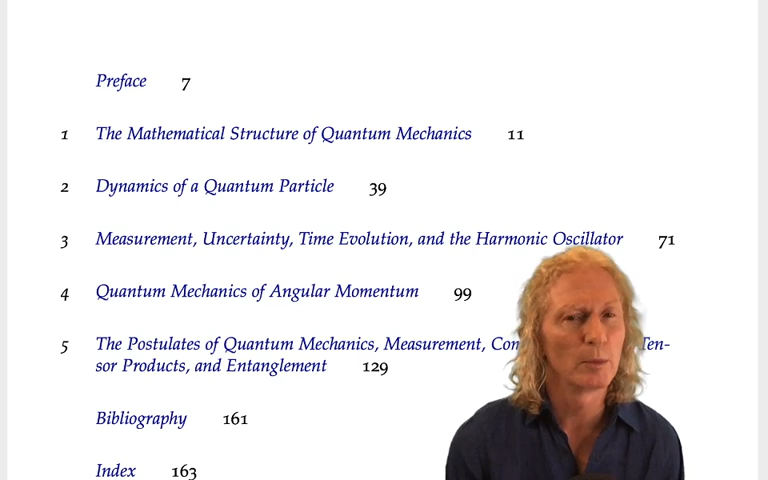 Preface 7
1 The Mathematical Structure of Quantum Mechanics 11
2 Dynamics of a Quantum Particle 39
3 Measurement, Uncertainty, Time Evolution, and the Harmonic Oscillator 71
4 Quantum Mechanics of Angular Momentum 99
5 The Postulates of Quantum Mechanics, Measurement, Ten-
sor Products, and Entanglement 129
Bibliography 161
Index 163